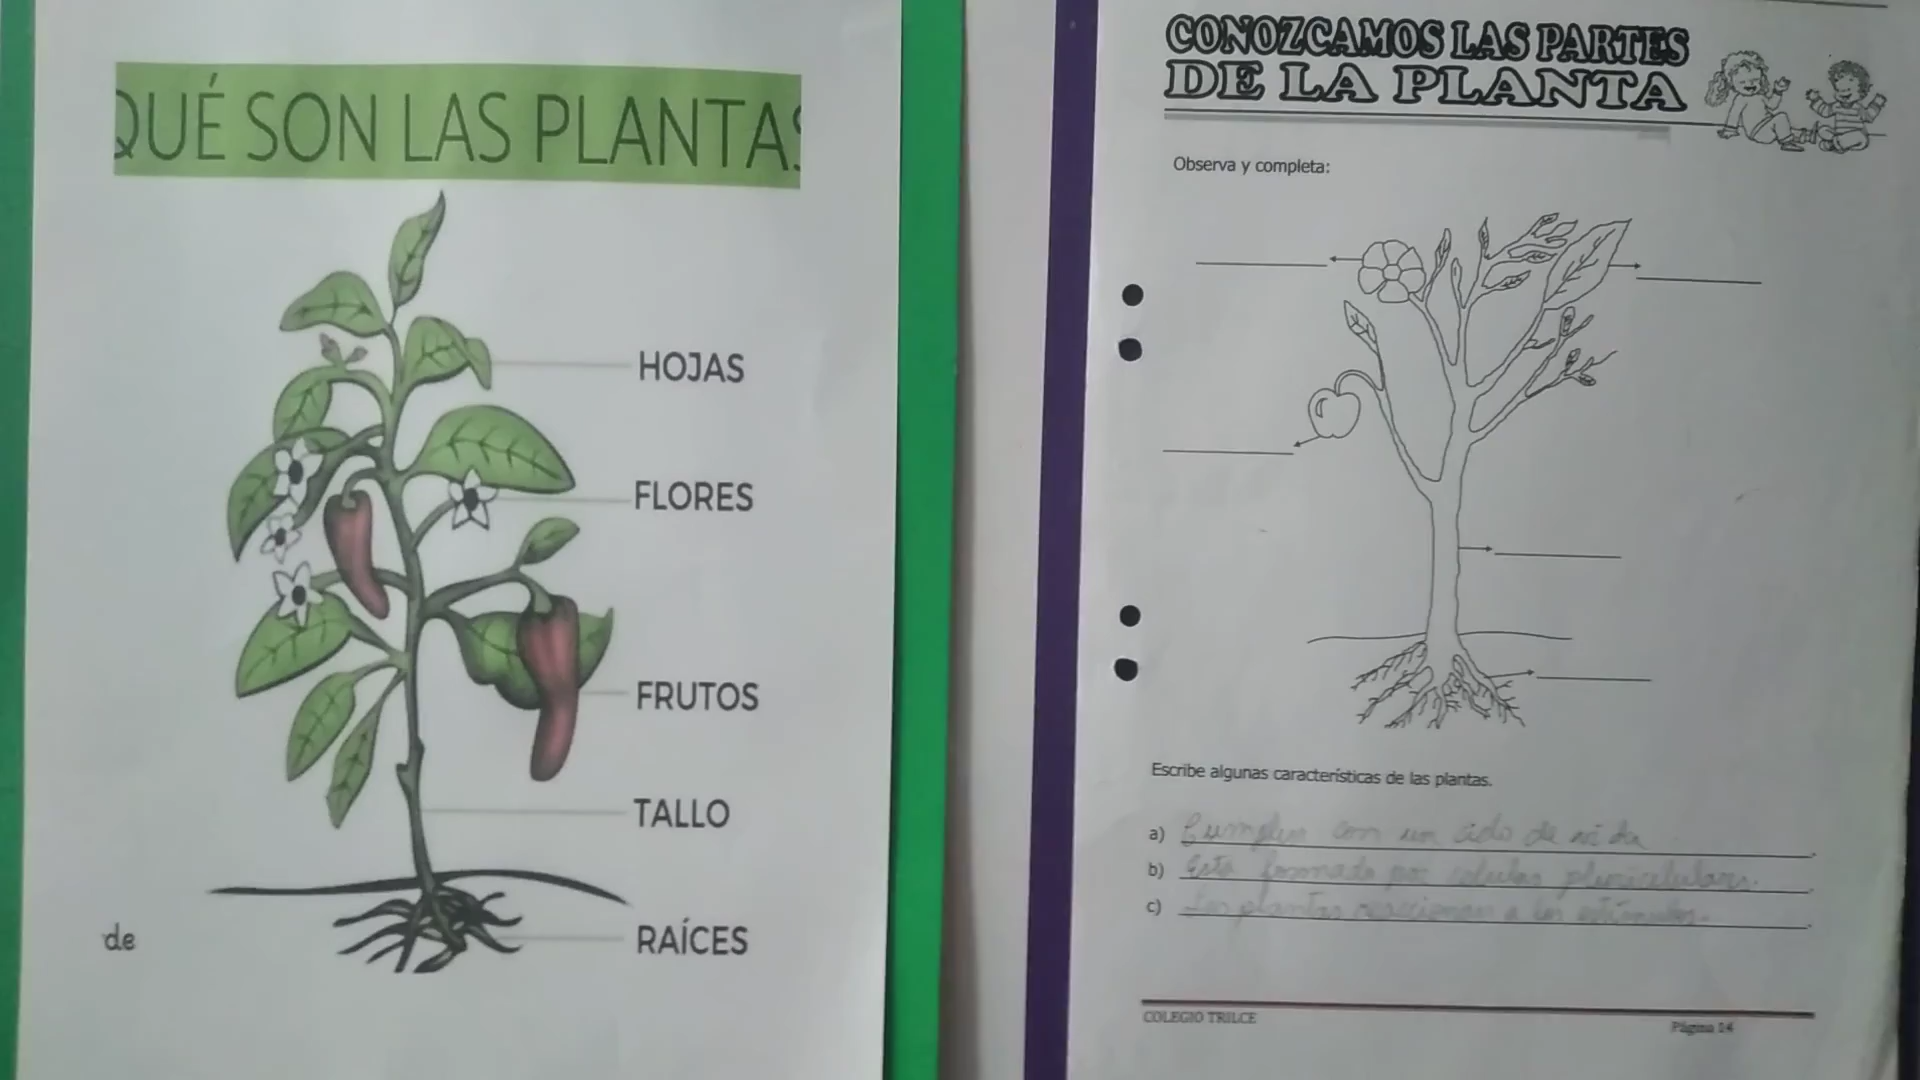 QUÉ SON LAS PLANTAS
HOJAS
FLORES
FRUTOS
TALLO
RAÍCES
de
CONOZCAMOS LAS PARTES
DE LA PLANTA
Observa y completa:
Escribe algunas características de las plantas.
a) Cumplen con un ciclo de vida
b) Está formado por células pluricelulares.
c) Las plantas reaccionan a los estímulos.
COLEGIO TRILCE
Página 14